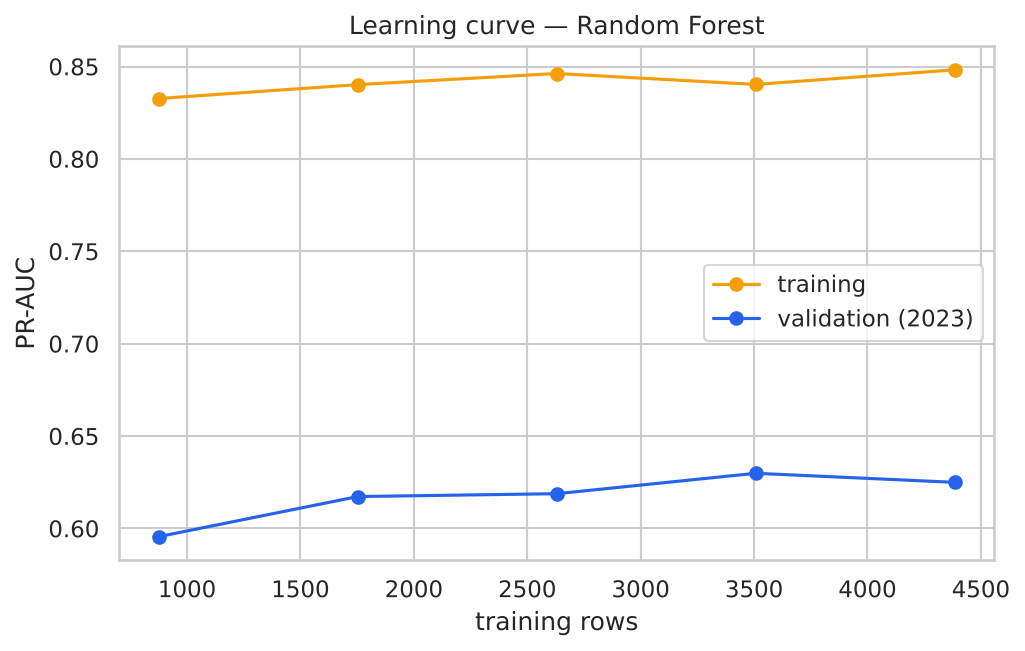 Learning curve — Random Forest
PR-AUC
0.85
0.80
0.75
0.70
0.65
0.60
training
validation (2023)
1000 1500 2000 2500 3000 3500 4000 4500
training rows